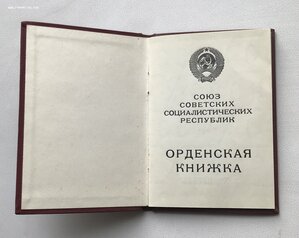 СОЮЗ
СОВЕТСКИХ
СОЦИАЛИСТИЧЕСКИХ
РЕСПУБЛИК
ОРДЕНСКАЯ
КНИЖКА